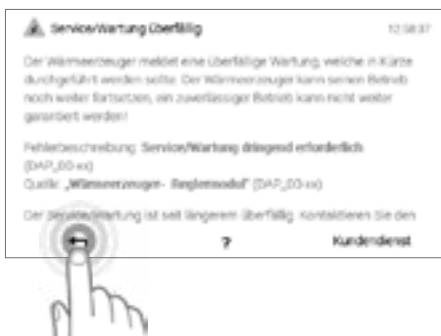 Service/Wartung überfällig 12:58:37
Der Wärmeerzeuger meldet eine überfällige Wartung, welche in Kürze
durchgeführt werden sollte. Der Wärmeerzeuger kann seinen Betrieb
noch weiter fortsetzen, ein zuverlässiger Betrieb kann nicht weiter
garantiert werden!
Fehlerbeschreibung: Service/Wartung dringend erforderlich
(DAP_00-xx)
Quelle: „Wärmeerzeuger- Reglermodul" (DAP_00-xx)
Der Service/Wartung ist seit längerem überfällig. Kontaktieren Sie den
? Kundendienst